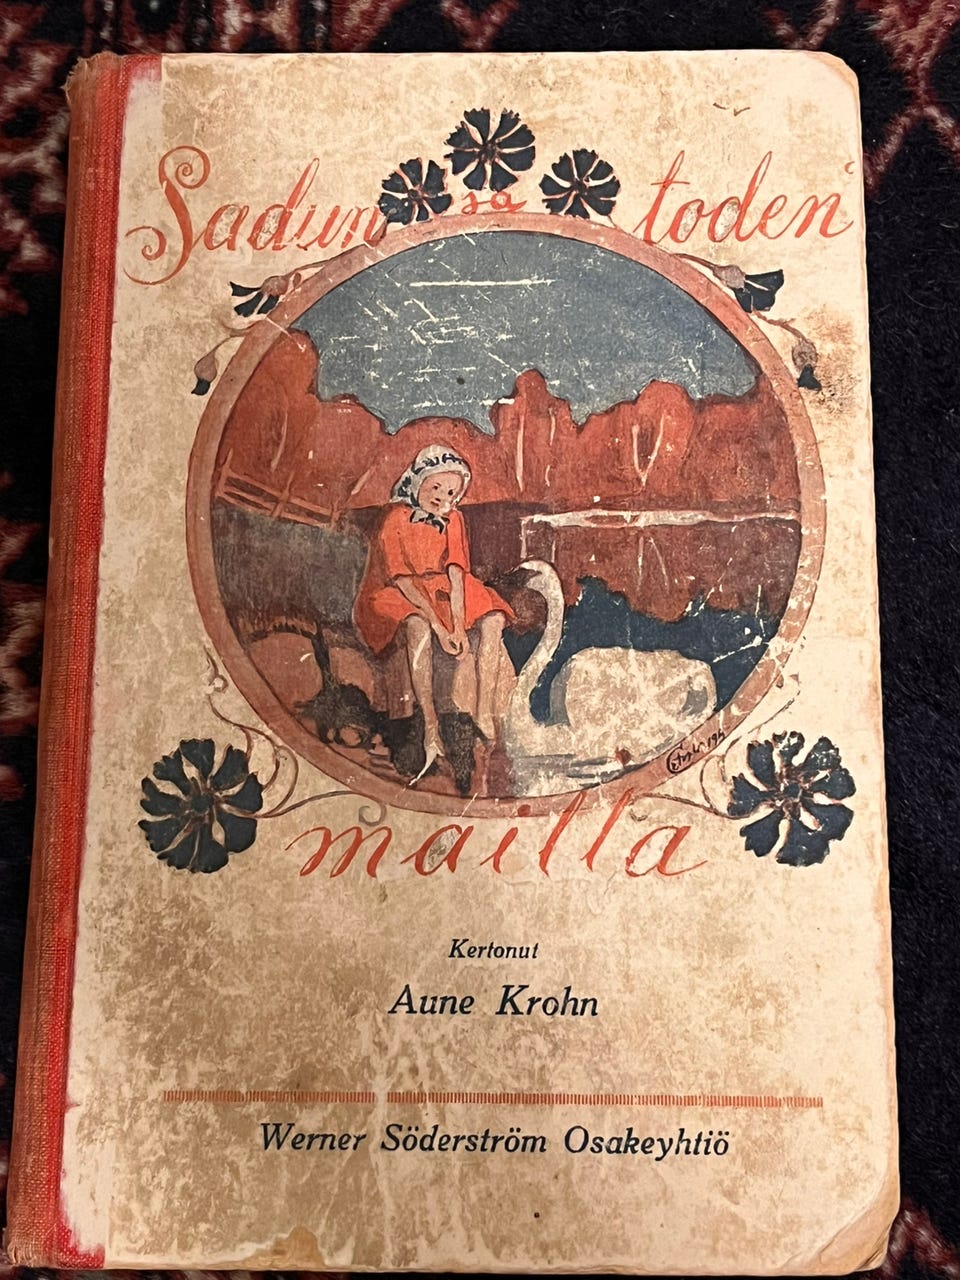 Sadun ja toden
mailla
Kertonut
Aune Krohn
Werner Söderström Osakeyhtiö